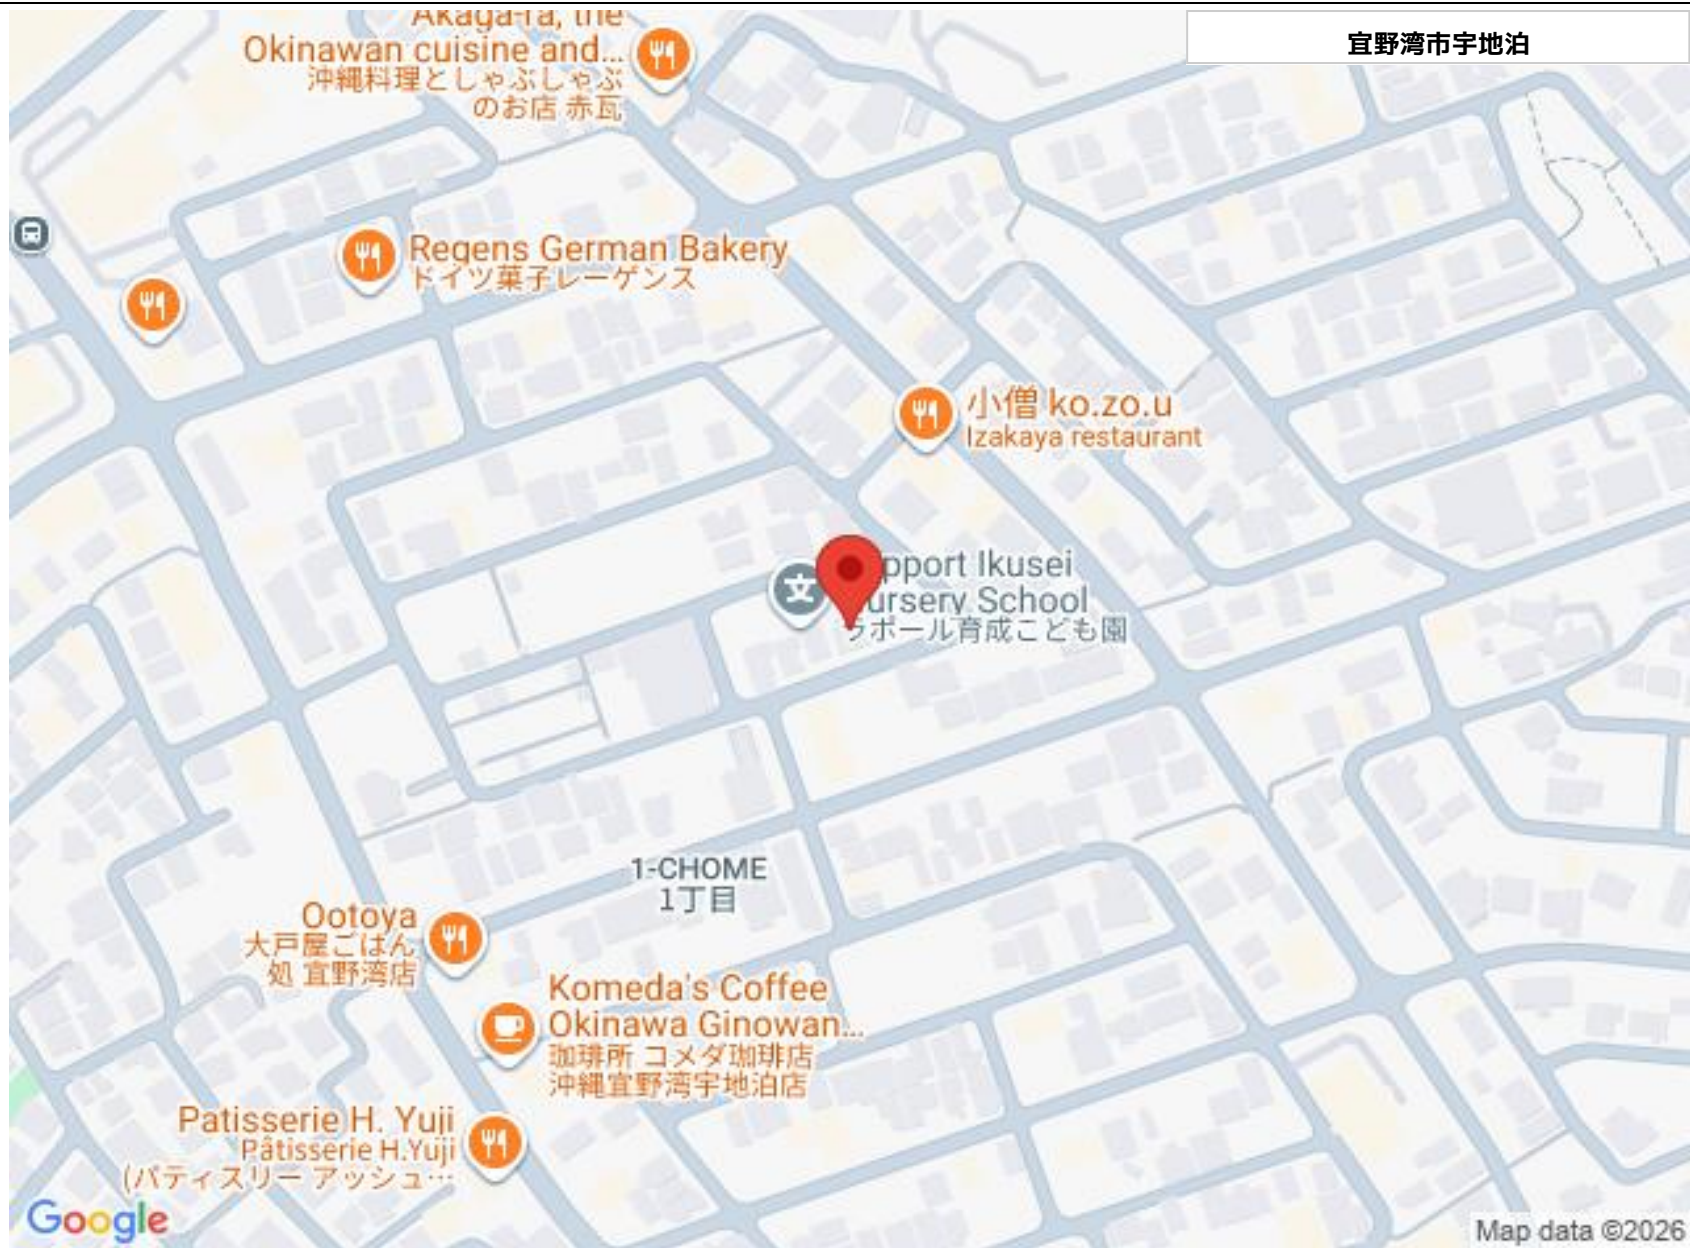 Akaga-ra, the
Okinawan cuisine and...
沖縄料理としゃぶしゃぶ
のお店 赤瓦
宜野湾市宇地泊
Regens German Bakery
ドイツ菓子レーゲンス
小僧 ko.zo.u
Izakaya restaurant
文
pport Ikusei
ursery School
ラポール育成こども園
1-CHOME
1丁目
Ootoya
大戸屋ごはん
処 宜野湾店
Komeda's Coffee
Okinawa Ginowan...
珈琲所 コメダ珈琲店
沖縄宜野湾宇地泊店
Patisserie H. Yuji
Pâtisserie H.Yuji
(パティスリー アッシュ…
Google
Map data ©2026